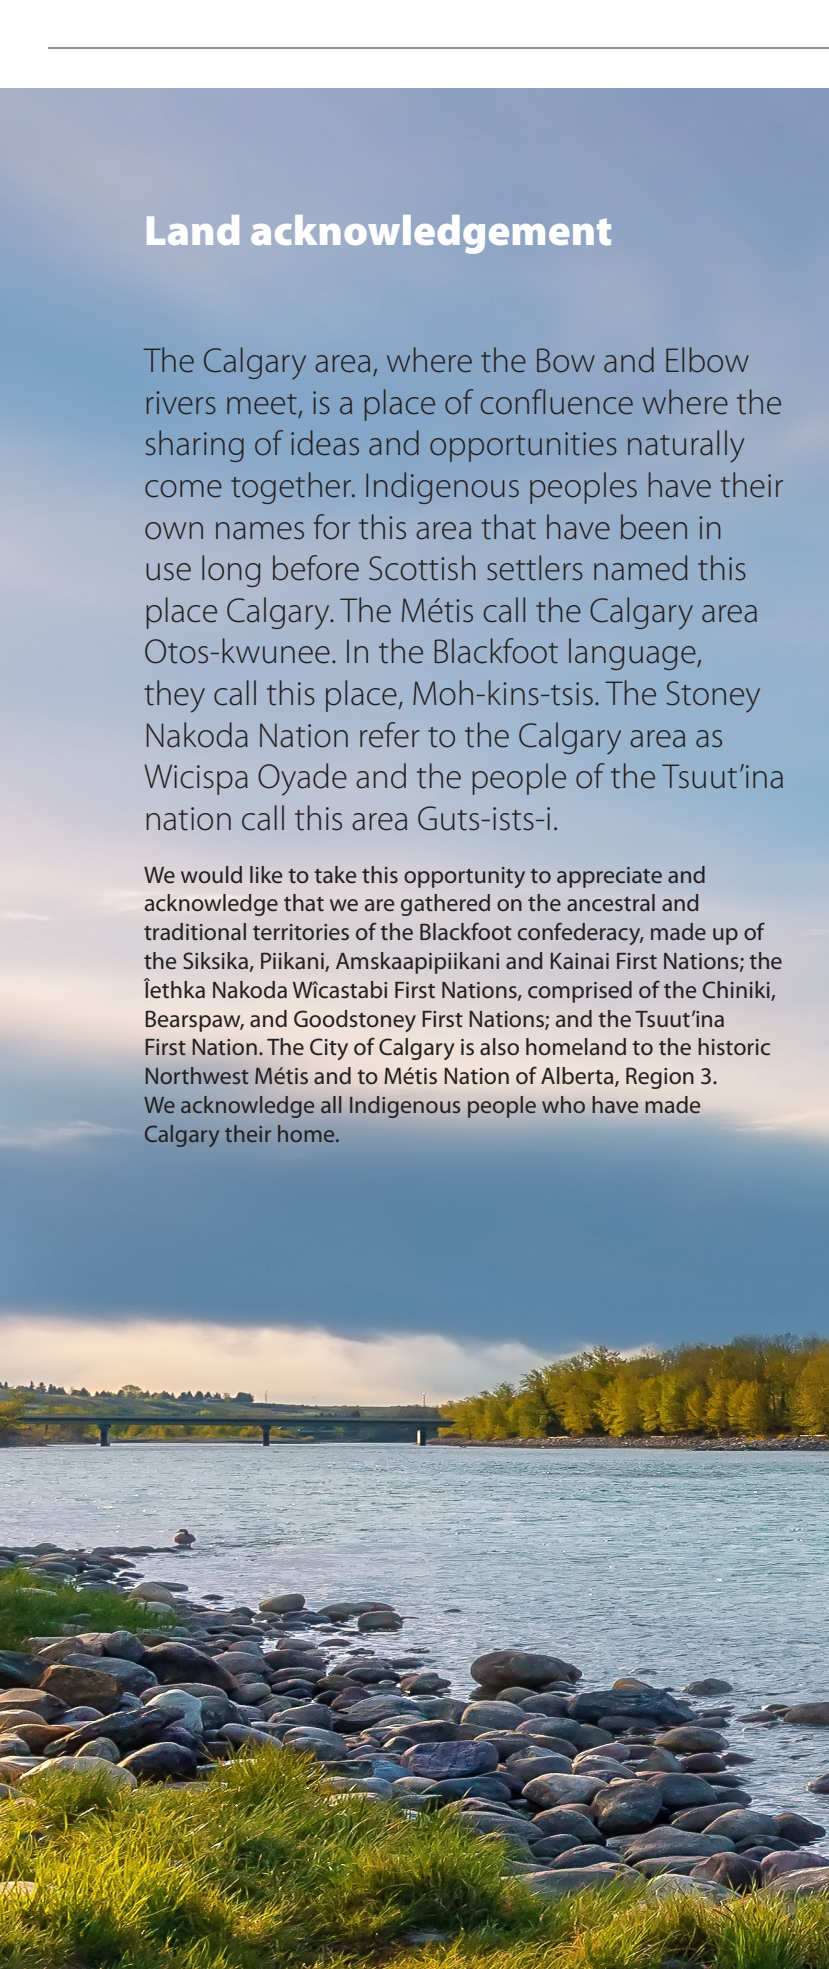 Land acknowledgement
The Calgary area, where the Bow and Elbow
rivers meet, is a place of confluence where the
sharing of ideas and opportunities naturally
come together. Indigenous peoples have their
own names for this area that have been in
use long before Scottish settlers named this
place Calgary. The Métis call the Calgary area
Otos-kwunee. In the Blackfoot language,
they call this place, Moh-kins-tsis. The Stoney
Nakoda Nation refer to the Calgary area as
Wicispa Oyade and the people of the Tsuut’ina
nation call this area Guts-ists-i.
We would like to take this opportunity to appreciate and
acknowledge that we are gathered on the ancestral and
traditional territories of the Blackfoot confederacy, made up of
the Siksika, Piikani, Amskaapipiikani and Kainai First Nations; the
Îethka Nakoda Wîcastabi First Nations, comprised of the Chiniki,
Bearspaw, and Goodstoney First Nations; and the Tsuut’ina
First Nation. The City of Calgary is also homeland to the historic
Northwest Métis and to Métis Nation of Alberta, Region 3.
We acknowledge all Indigenous people who have made
Calgary their home.